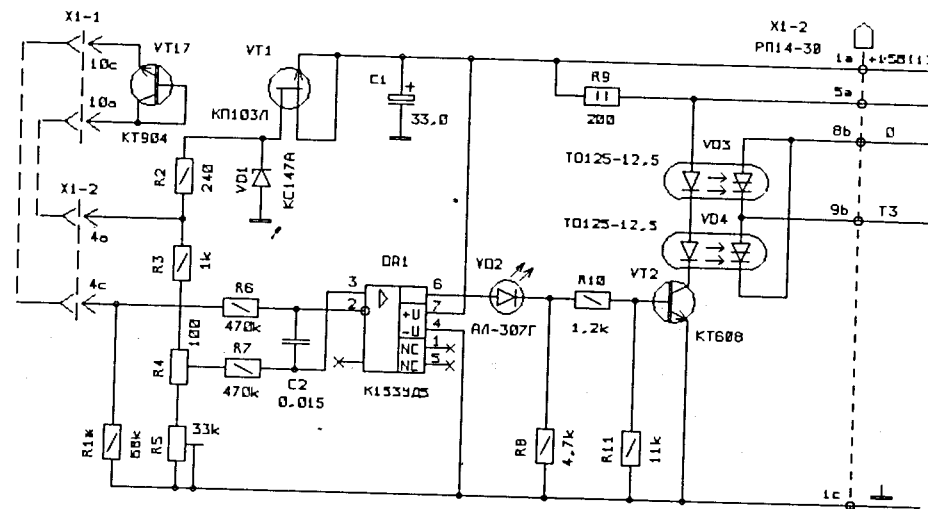 X1-1
X1-2
РП14-30
VT17
VT1
10c
1a
+15В(1)
C1
+
R9
5a
10a
КП103Л
33,0
200
КТ904
8b
0
VD3
R2
240
VD1
КС147А
ТО125-12,5
X1-2
9b
Т3
4a
VD4
R3
1k
ТО125-12,5
DA1
VD2
VT2
4c
R6
3
6
R10
2
7
+U
470k
4
-U
АЛ-307Г
1,2k
КТ608
100
R7
NC
1
R4
NC
5
470k
C2
К153УД5
0.015
R1ж
68k
R5
33k
R8
4,7k
R11
11k
1c